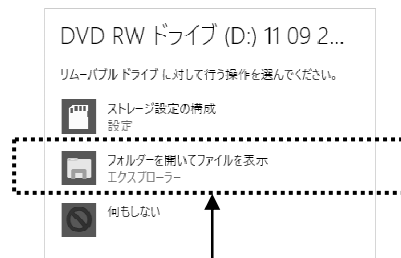 DVD RW ドライブ (D:) 11 09 2...
リムーバブル ドライブ に対して行う操作を選んでください。
ストレージ設定の構成
設定
フォルダーを開いてファイルを表示
エクスプローラー
何もしない